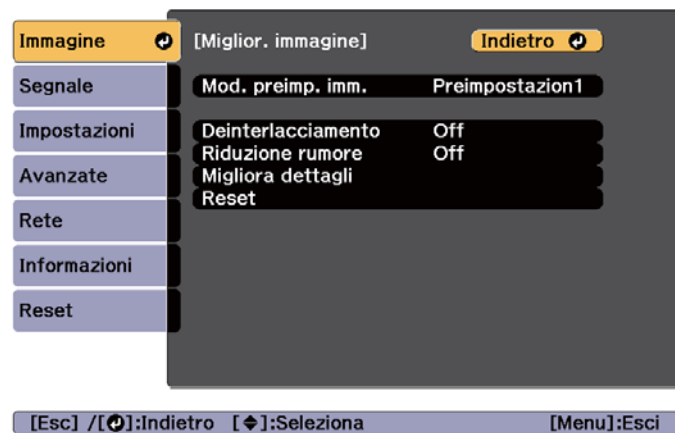 Immagine
[Miglior. immagine]
Indietro
Segnale
Mod. preimp. imm. Preimpostazion1
Impostazioni
Deinterlacciamento Off
Riduzione rumore Off
Avanzate
Migliora dettagli
Reset
Rete
Informazioni
Reset
[Esc] /[⏎]:Indietro [◆]:Seleziona [Menu]:Esci